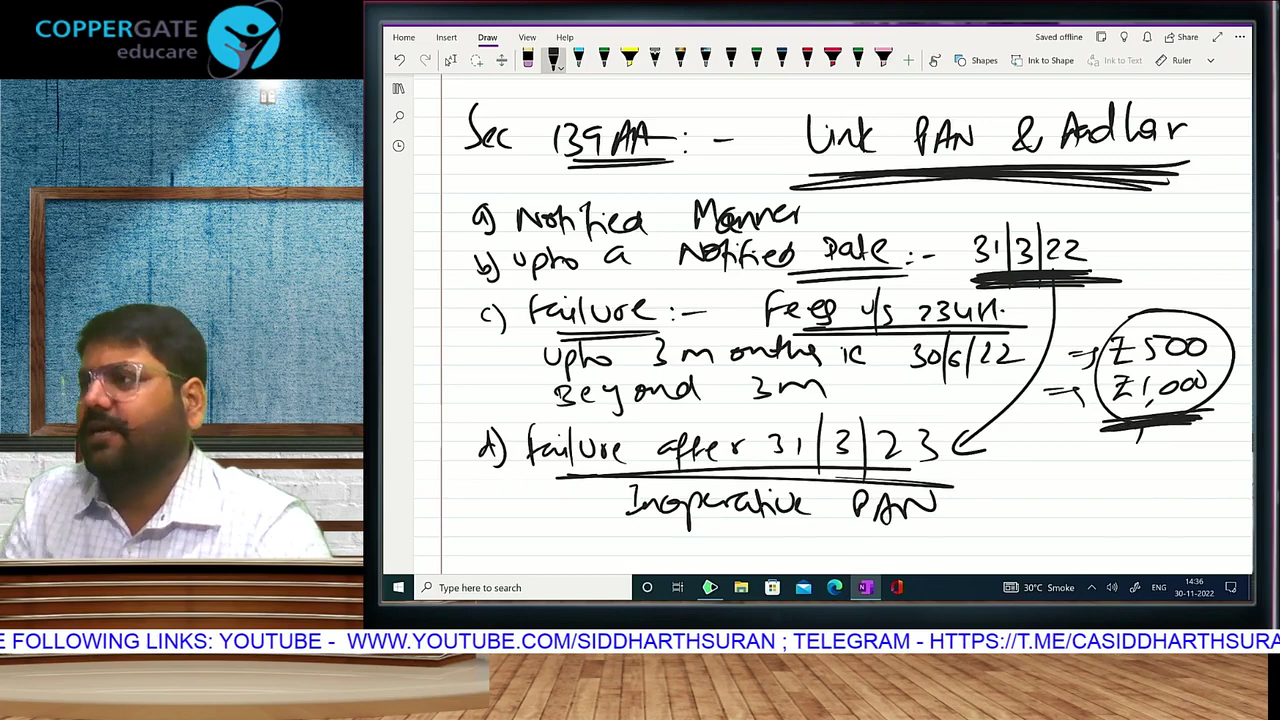 COPPERGATE
educare
Home Insert Draw View Help
Saved offline
Share
Shapes
Ink to Shape
Ink to Text
Ruler
Sec 139AA :- Link PAN & Aadhar
a) Notified Manner
b) Upto a Notified Date :- 31|3|22
c) Failure :- Fees u/s 234H.
Upto 3 months ie 30/6/22 => ₹500
Beyond 3m => ₹1,000
d) Failure after 31|3|23
Inoperative PAN
Type here to search
30°C Smoke
ENG
14:36
30-11-2022
E FOLLOWING LINKS: YOUTUBE - WWW.YOUTUBE.COM/SIDDHARTHSURAN ; TELEGRAM - HTTPS://T.ME/CASIDDHARTHSURA